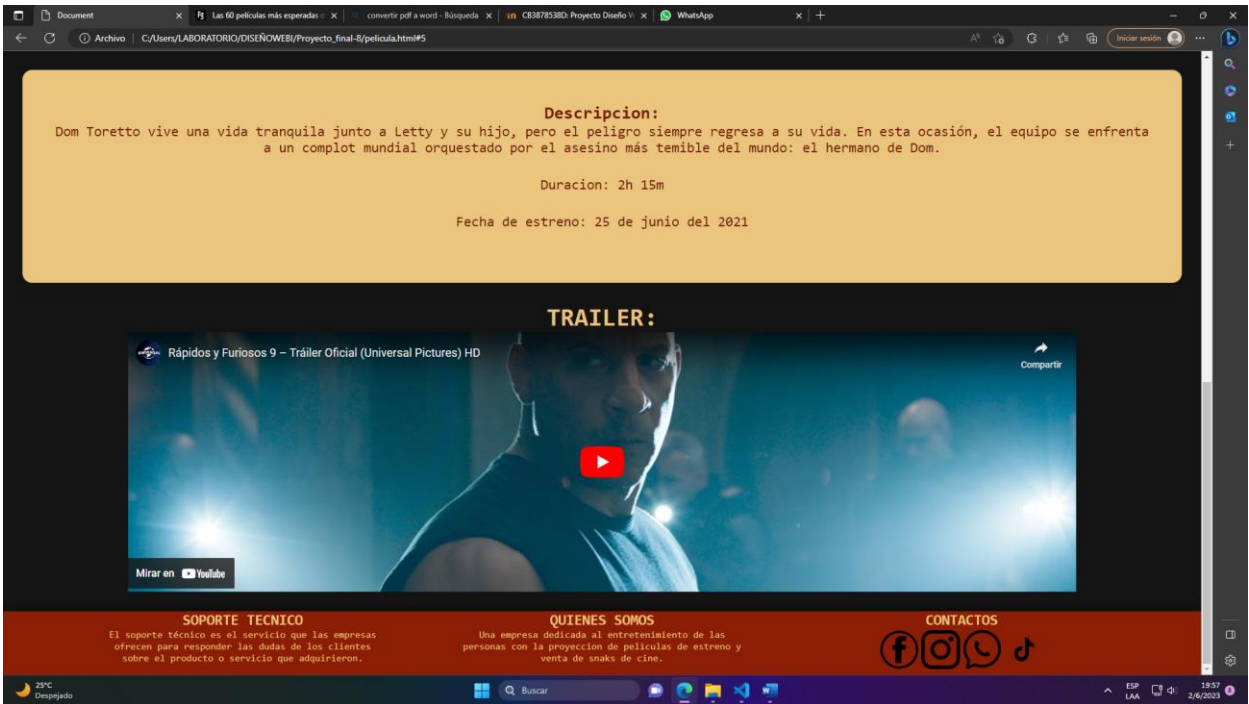 Document
Las 60 películas más esperadas
convertir pdf a word - Búsqueda
CB3878538D: Proyecto Diseño
WhatsApp
Archivo
C:/Users/LABORATORIO/DISEÑOWEBI/Proyecto_final-8/pelicula.html#5
Iniciar sesión
Descripcion:
Dom Toretto vive una vida tranquila junto a Letty y su hijo, pero el peligro siempre regresa a su vida. En esta ocasión, el equipo se enfrenta
a un complot mundial orquestado por el asesino más temible del mundo: el hermano de Dom.
Duracion: 2h 15m
Fecha de estreno: 25 de junio del 2021
TRAILER:
Rápidos y Furiosos 9 – Tráiler Oficial (Universal Pictures) HD
Compartir
Mirar en YouTube
SOPORTE TECNICO
El soporte técnico es el servicio que las empresas
ofrecen para responder las dudas de los clientes
sobre el producto o servicio que adquirieron.
QUIENES SOMOS
Una empresa dedicada al entretenimiento de las
personas con la proyeccion de peliculas de estreno y
venta de snaks de cine.
CONTACTOS
25°C
Despejado
Buscar
ESP
LAA
19:57
2/6/2023